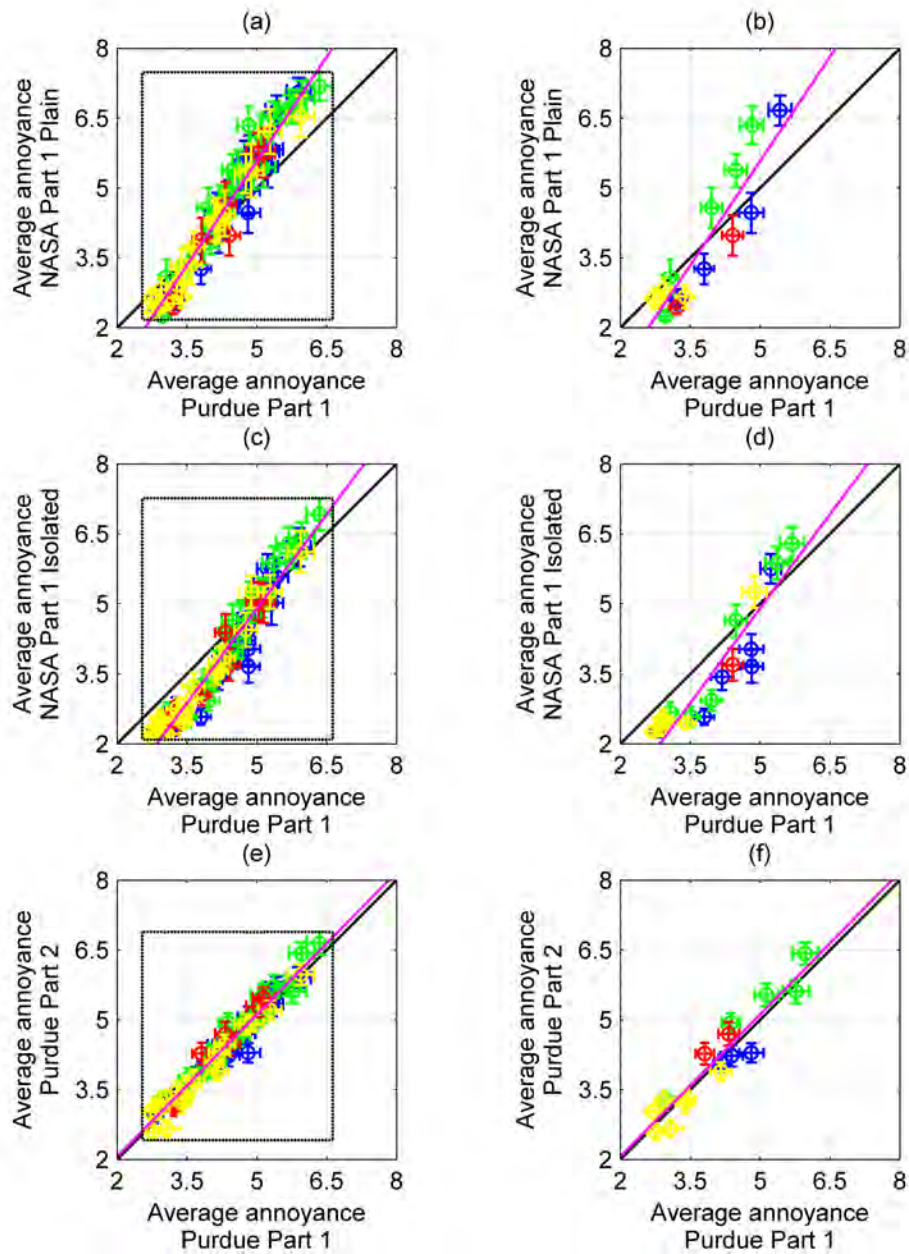 (a)
8
6.5
5
3.5
2
2 3.5 5 6.5 8
Average annoyance
NASA Part 1 Plain
Average annoyance
Purdue Part 1
(b)
8
6.5
5
3.5
2
2 3.5 5 6.5 8
Average annoyance
NASA Part 1 Plain
Average annoyance
Purdue Part 1
(c)
8
6.5
5
3.5
2
2 3.5 5 6.5 8
Average annoyance
NASA Part 1 Isolated
Average annoyance
Purdue Part 1
(d)
8
6.5
5
3.5
2
2 3.5 5 6.5 8
Average annoyance
NASA Part 1 Isolated
Average annoyance
Purdue Part 1
(e)
8
6.5
5
3.5
2
2 3.5 5 6.5 8
Average annoyance
Purdue Part 2
Average annoyance
Purdue Part 1
(f)
8
6.5
5
3.5
2
2 3.5 5 6.5 8
Average annoyance
Purdue Part 2
Average annoyance
Purdue Part 1